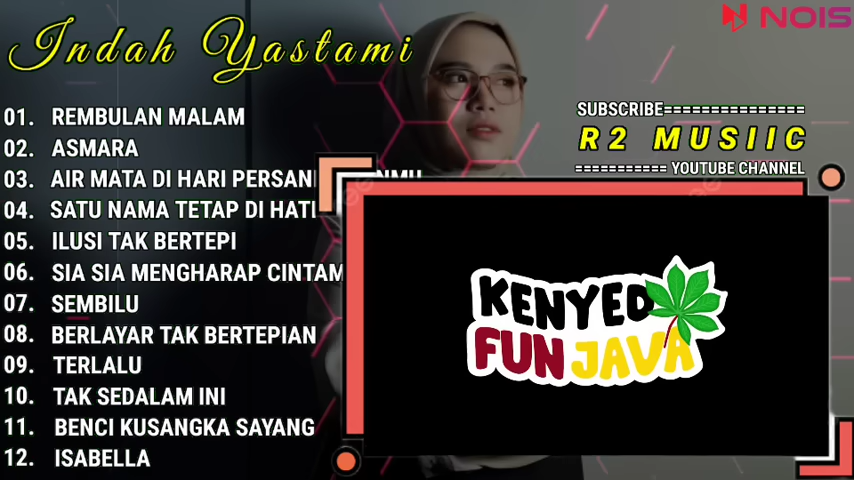 Indah Yastami
NOIS
01. REMBULAN MALAM
02. ASMARA
03. AIR MATA DI HARI
04. SATU NAMA TETAP DI HATI
05. ILUSI TAK BERTEPI
06. SIA SIA MENGHARAP
07. SEMBILU
08. BERLAYAR TAK BERTEPIAN
09. TERLALU
10. TAK SEDALAM INI
11. BENCI KUSANGKA SAYANG
12. ISABELLA
SUBSCRIBE===============
R2 MUSIIC
=========== YOUTUBE CHANNEL
KENYED
FUN JAVA